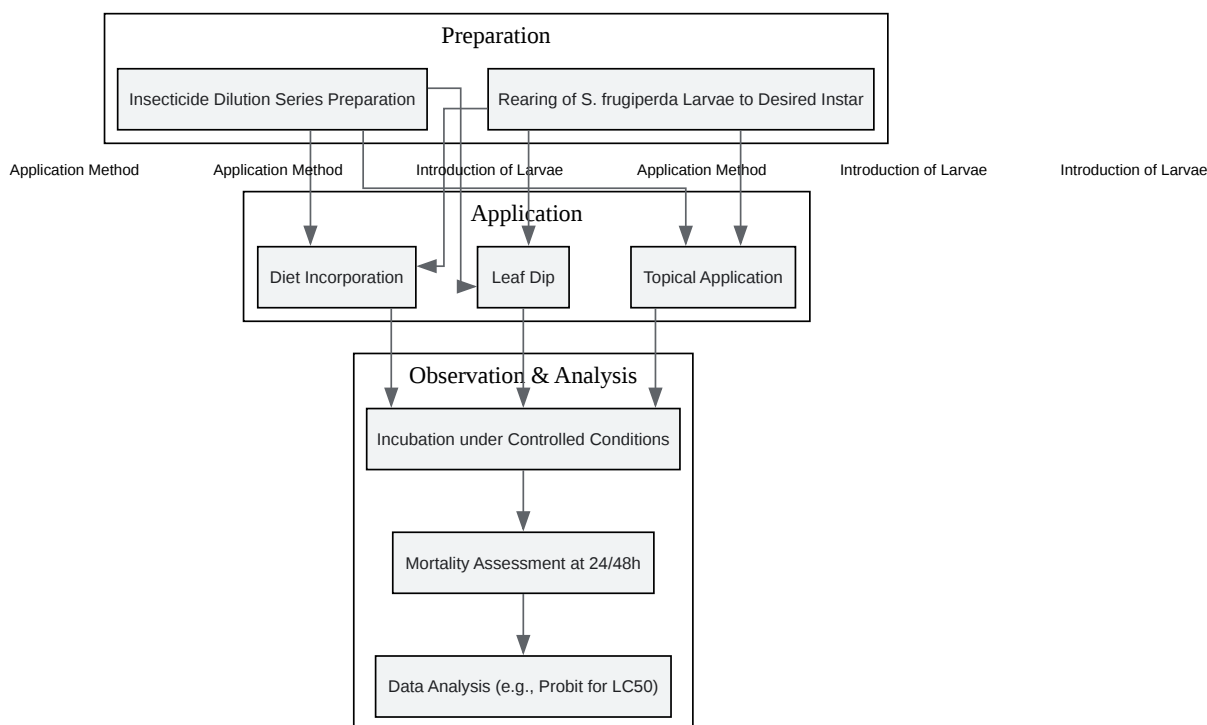 Preparation
Insecticide Dilution Series Preparation
Rearing of S. frugiperda Larvae to Desired Instar
Application Method
Application Method
Introduction of Larvae
Application Method
Introduction of Larvae
Introduction of Larvae
Application
Diet Incorporation
Leaf Dip
Topical Application
Observation & Analysis
Incubation under Controlled Conditions
Mortality Assessment at 24/48h
Data Analysis (e.g., Probit for LC50)